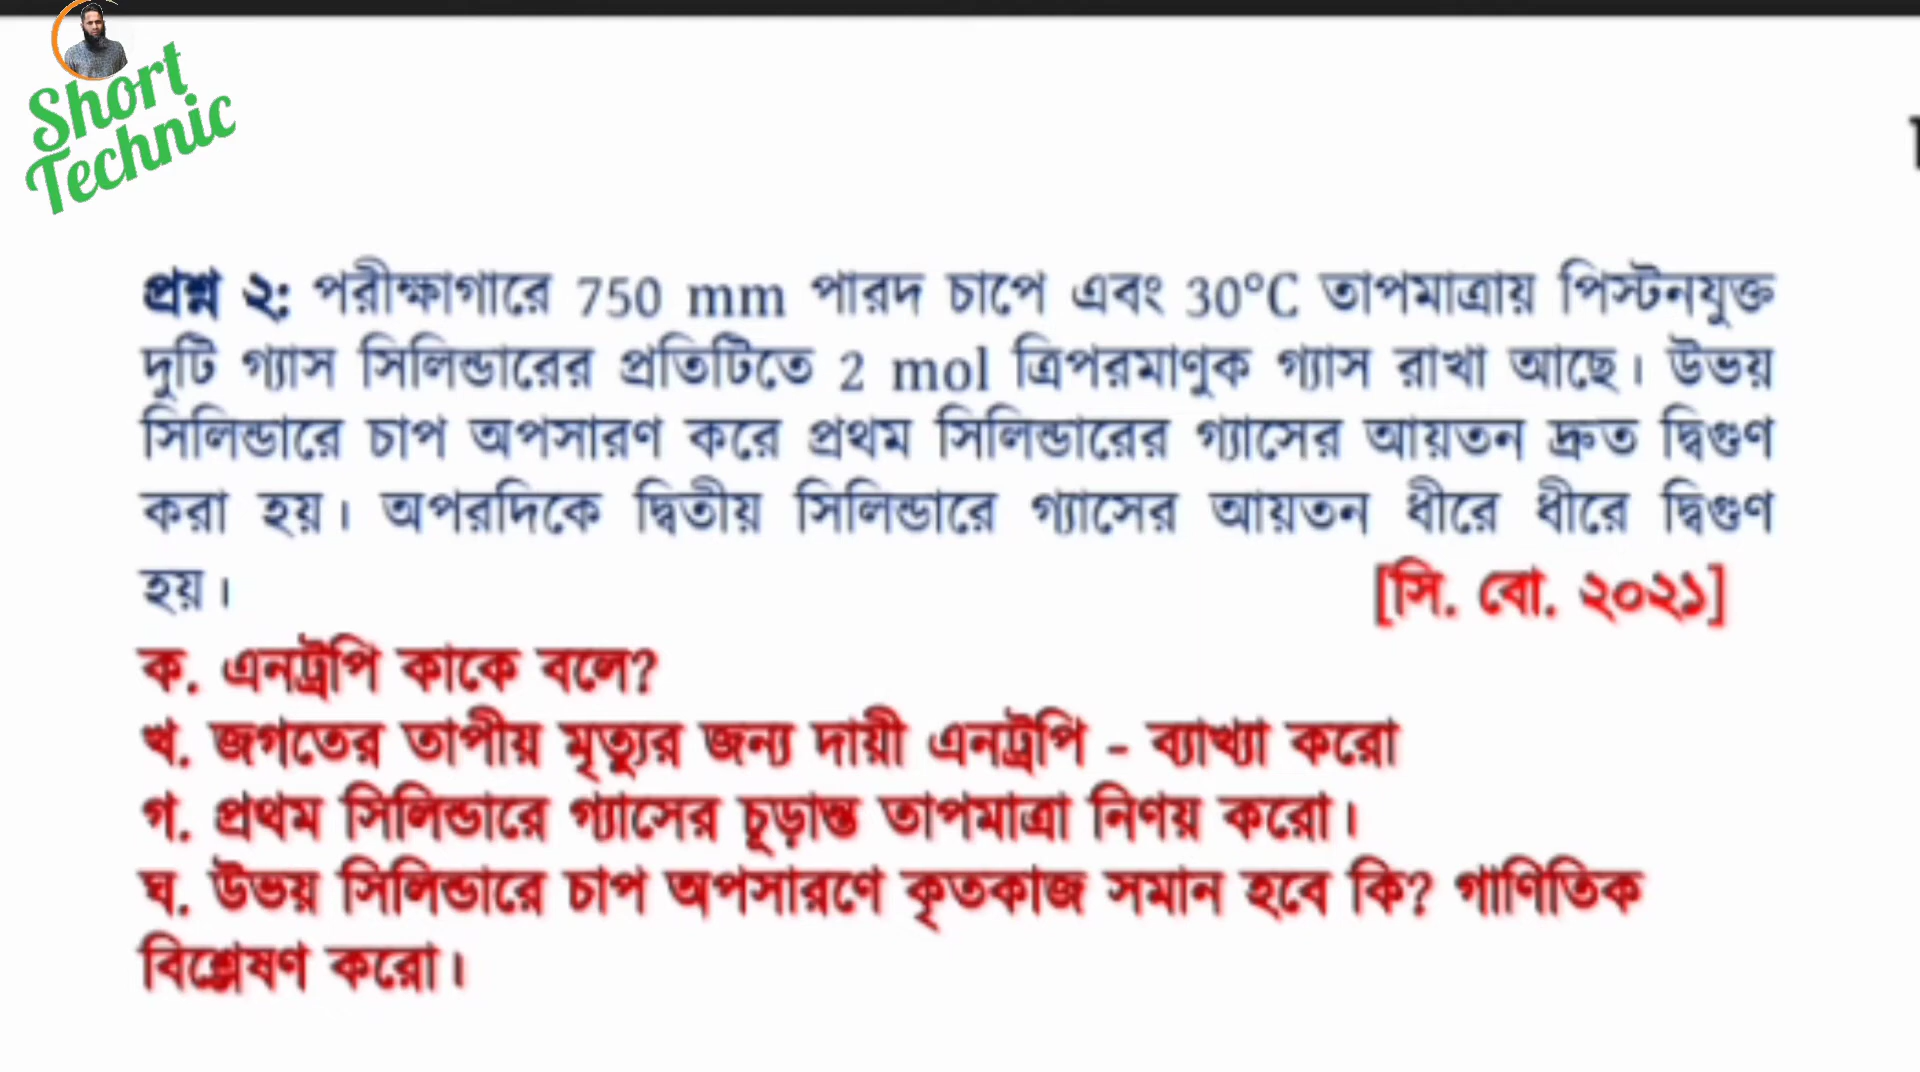 Short
Technic
প্রশ্ন ২: পরীক্ষাগারে 750 mm পারদ চাপে এবং 30°C তাপমাত্রায় পিস্টনযুক্ত
দুটি গ্যাস সিলিন্ডারের প্রতিটিতে 2 mol ত্রিপরমাণুক গ্যাস রাখা আছে। উভয়
সিলিন্ডারে চাপ অপসারণ করে প্রথম সিলিন্ডারের গ্যাসের আয়তন দ্রুত দ্বিগুণ
করা হয়। অপরদিকে দ্বিতীয় সিলিন্ডারে গ্যাসের আয়তন ধীরে ধীরে দ্বিগুণ
হয়। [সি. বো. ২০২১]
ক. এনট্রপি কাকে বলে?
খ. জগতের তাপীয় মৃত্যুর জন্য দায়ী এনট্রপি - ব্যাখ্যা করো
গ. প্রথম সিলিন্ডারে গ্যাসের চূড়ান্ত তাপমাত্রা নিণয় করো।
ঘ. উভয় সিলিন্ডারে চাপ অপসারণে কৃতকাজ সমান হবে কি? গাণিতিক
বিশ্লেষণ করো।